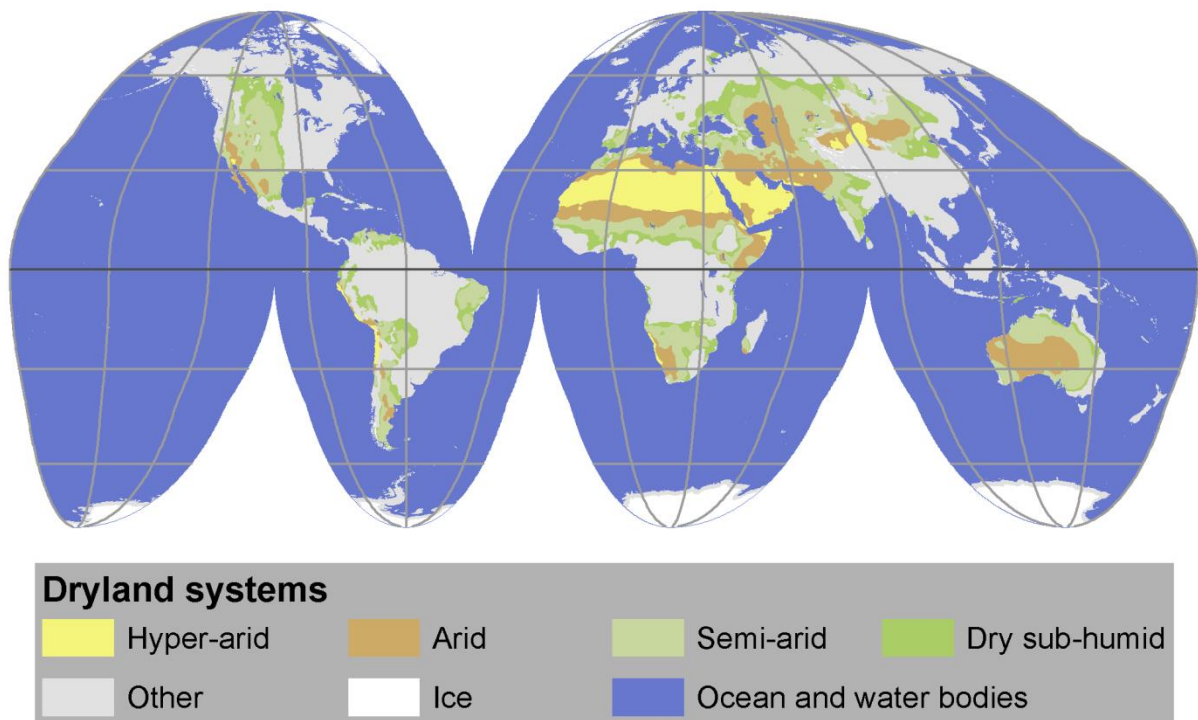 Dryland systems
Hyper-arid Arid Semi-arid Dry sub-humid
Other Ice Ocean and water bodies